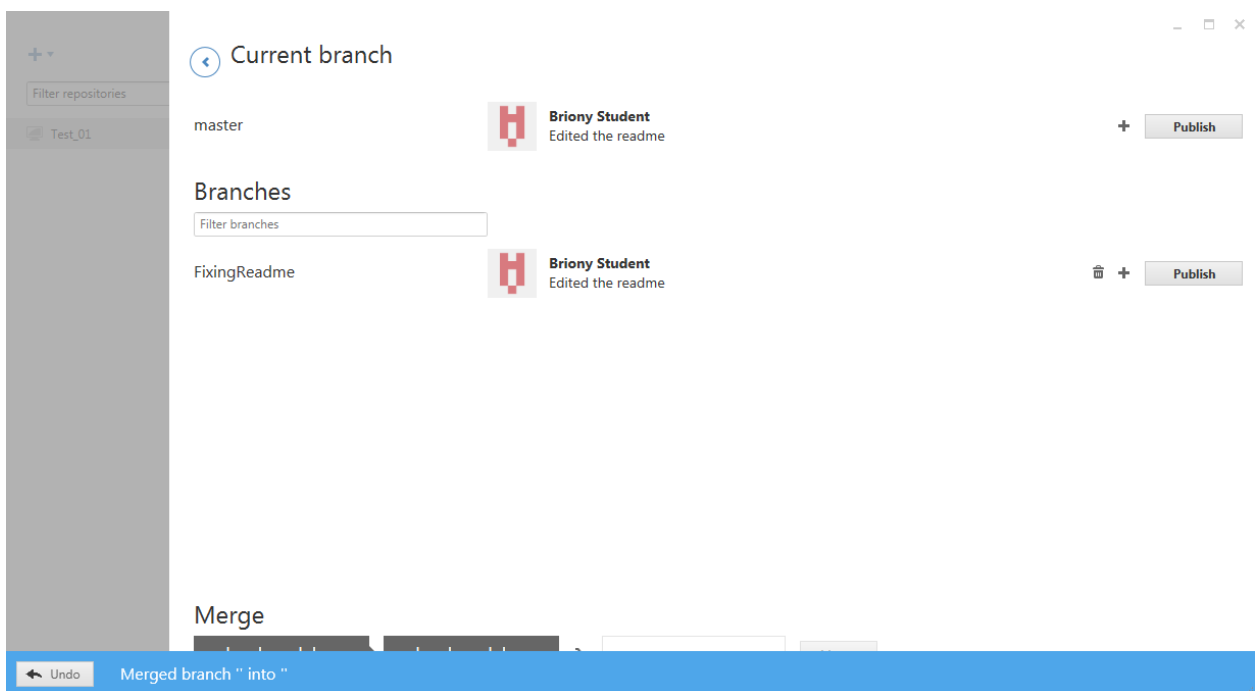 Current branch
Filter repositories
Test_01
master
Briony Student
Edited the readme
Publish
Branches
Filter branches
FixingReadme
Briony Student
Edited the readme
Publish
Merge
Undo
Merged branch '' into ''